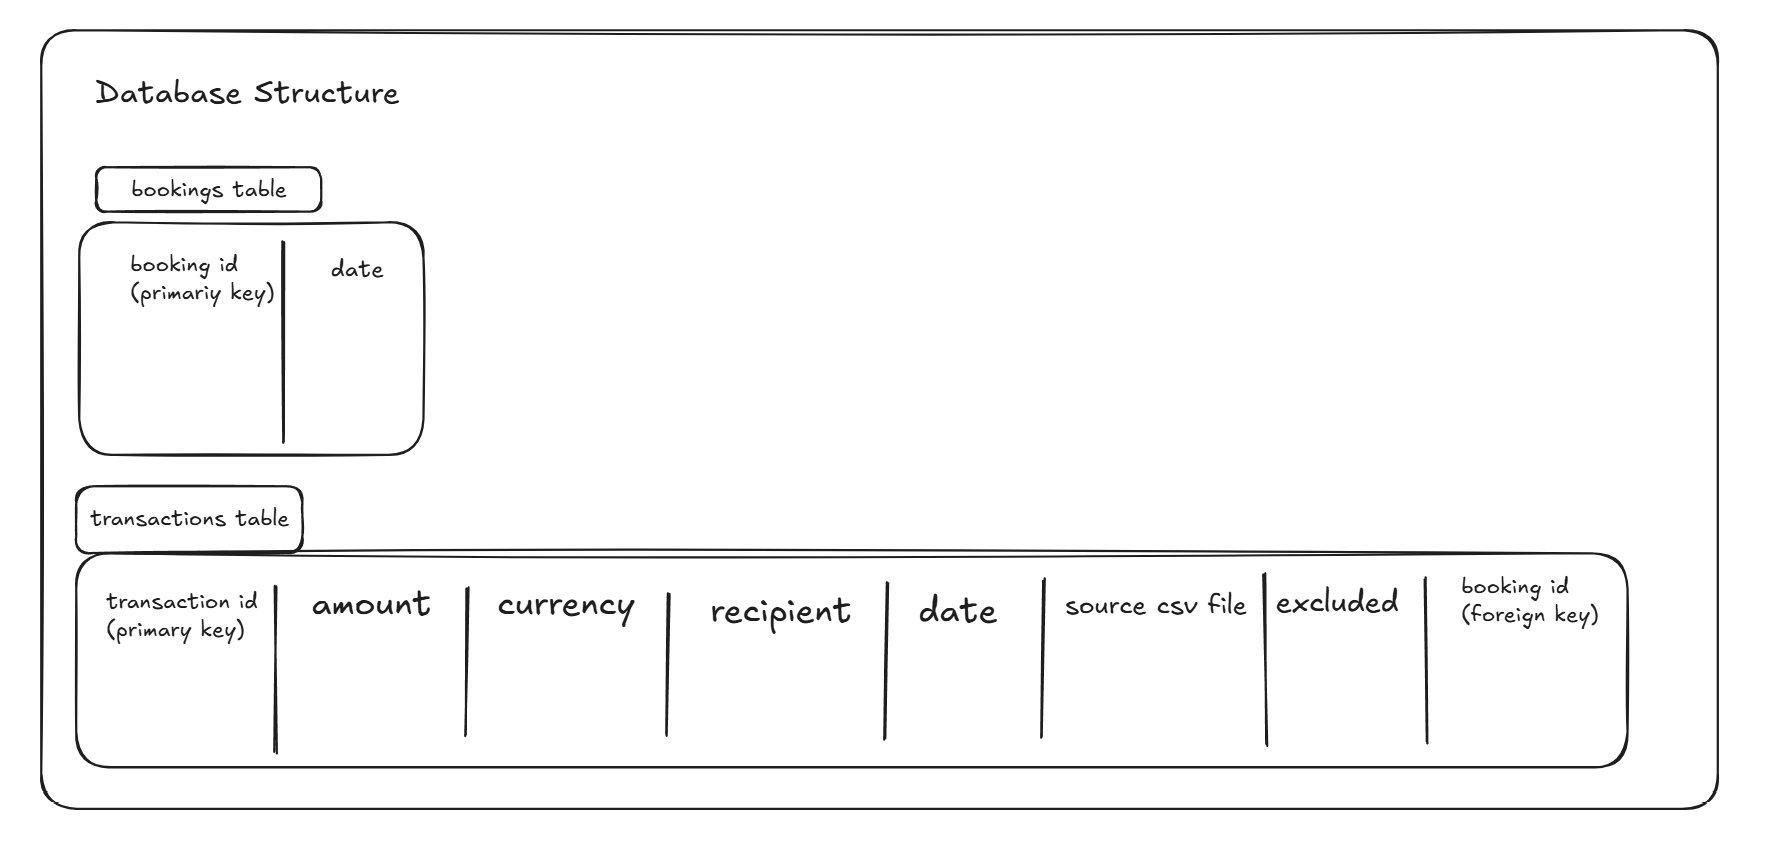 Database Structure
bookings table
booking id
(primariy key)
date
transactions table
transaction id
(primary key)
amount
currency
recipient
date
source csv file
excluded
booking id
(foreign key)